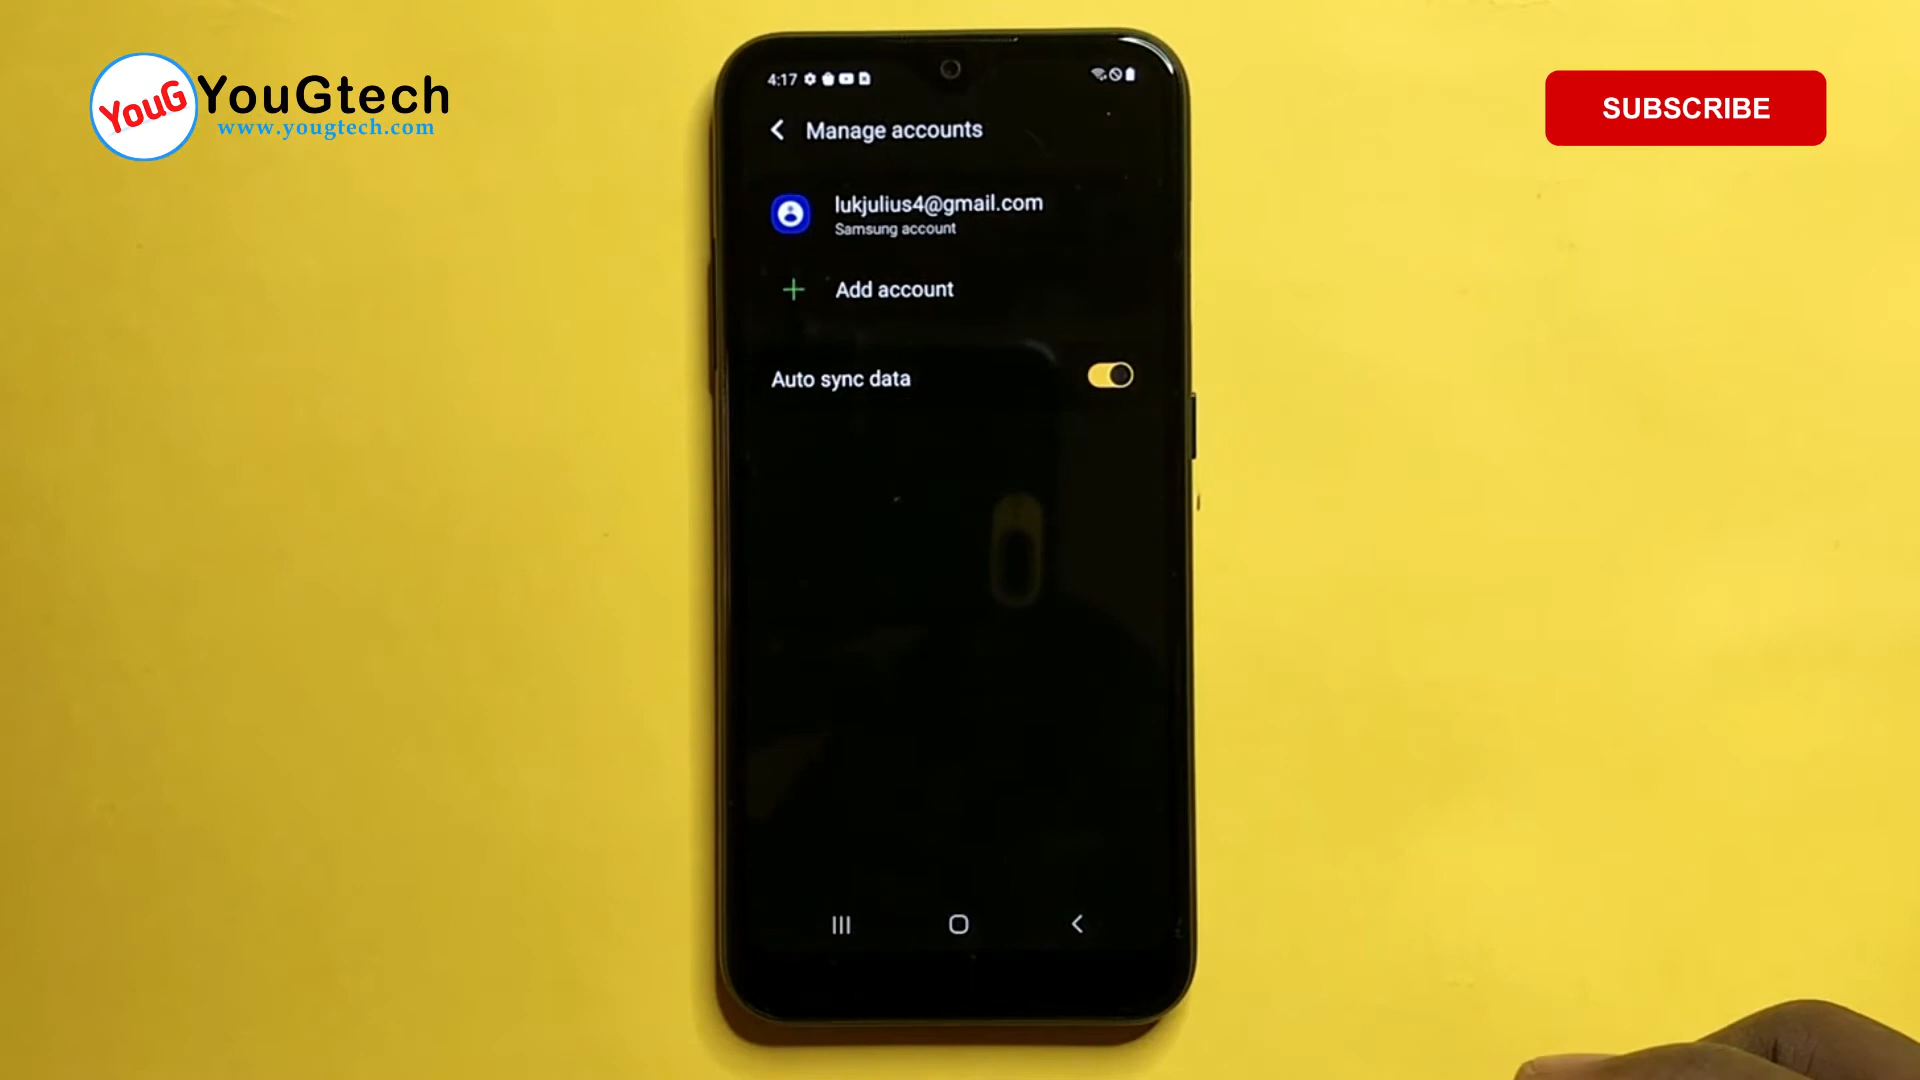 YouG
YouGtech
www.yougtech.com
SUBSCRIBE
4:17
Manage accounts
lukjulius4@gmail.com
Samsung account
Add account
Auto sync data